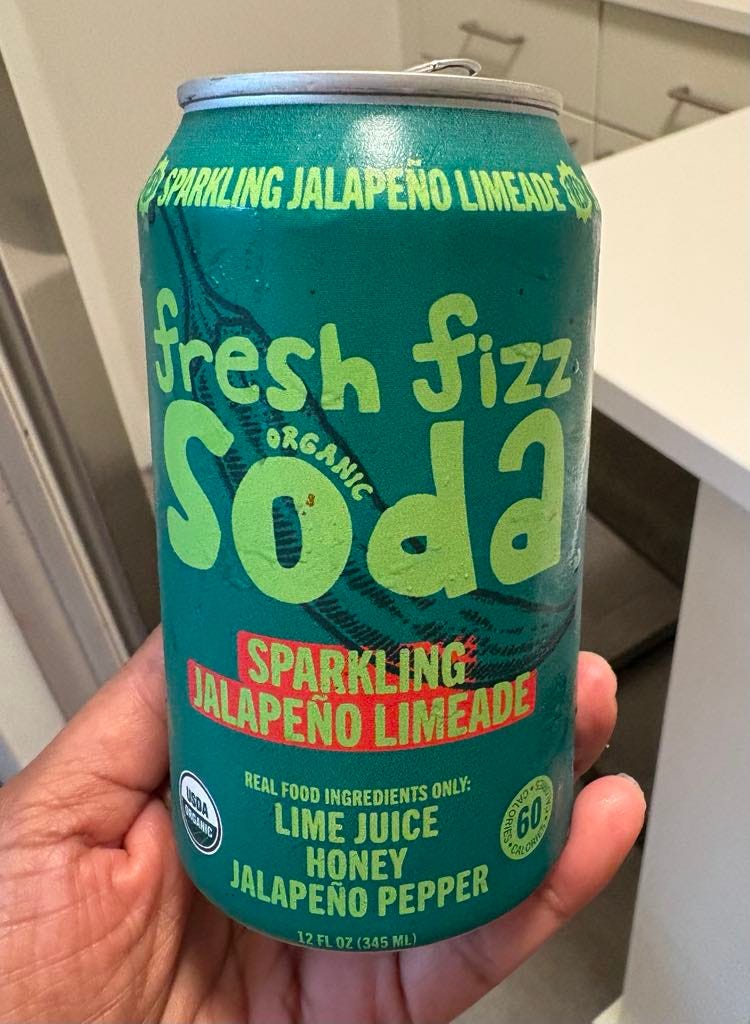 SPARKLING JALAPEÑO LIMEADE
fresh fizz
ORGANIC
soda
SPARKLING
JALAPEÑO LIMEADE
USDA
ORGANIC
REAL FOOD INGREDIENTS ONLY:
LIME JUICE
HONEY
JALAPEÑO PEPPER
60
CALORIES • CALORIES
12 FL OZ (345 ML)